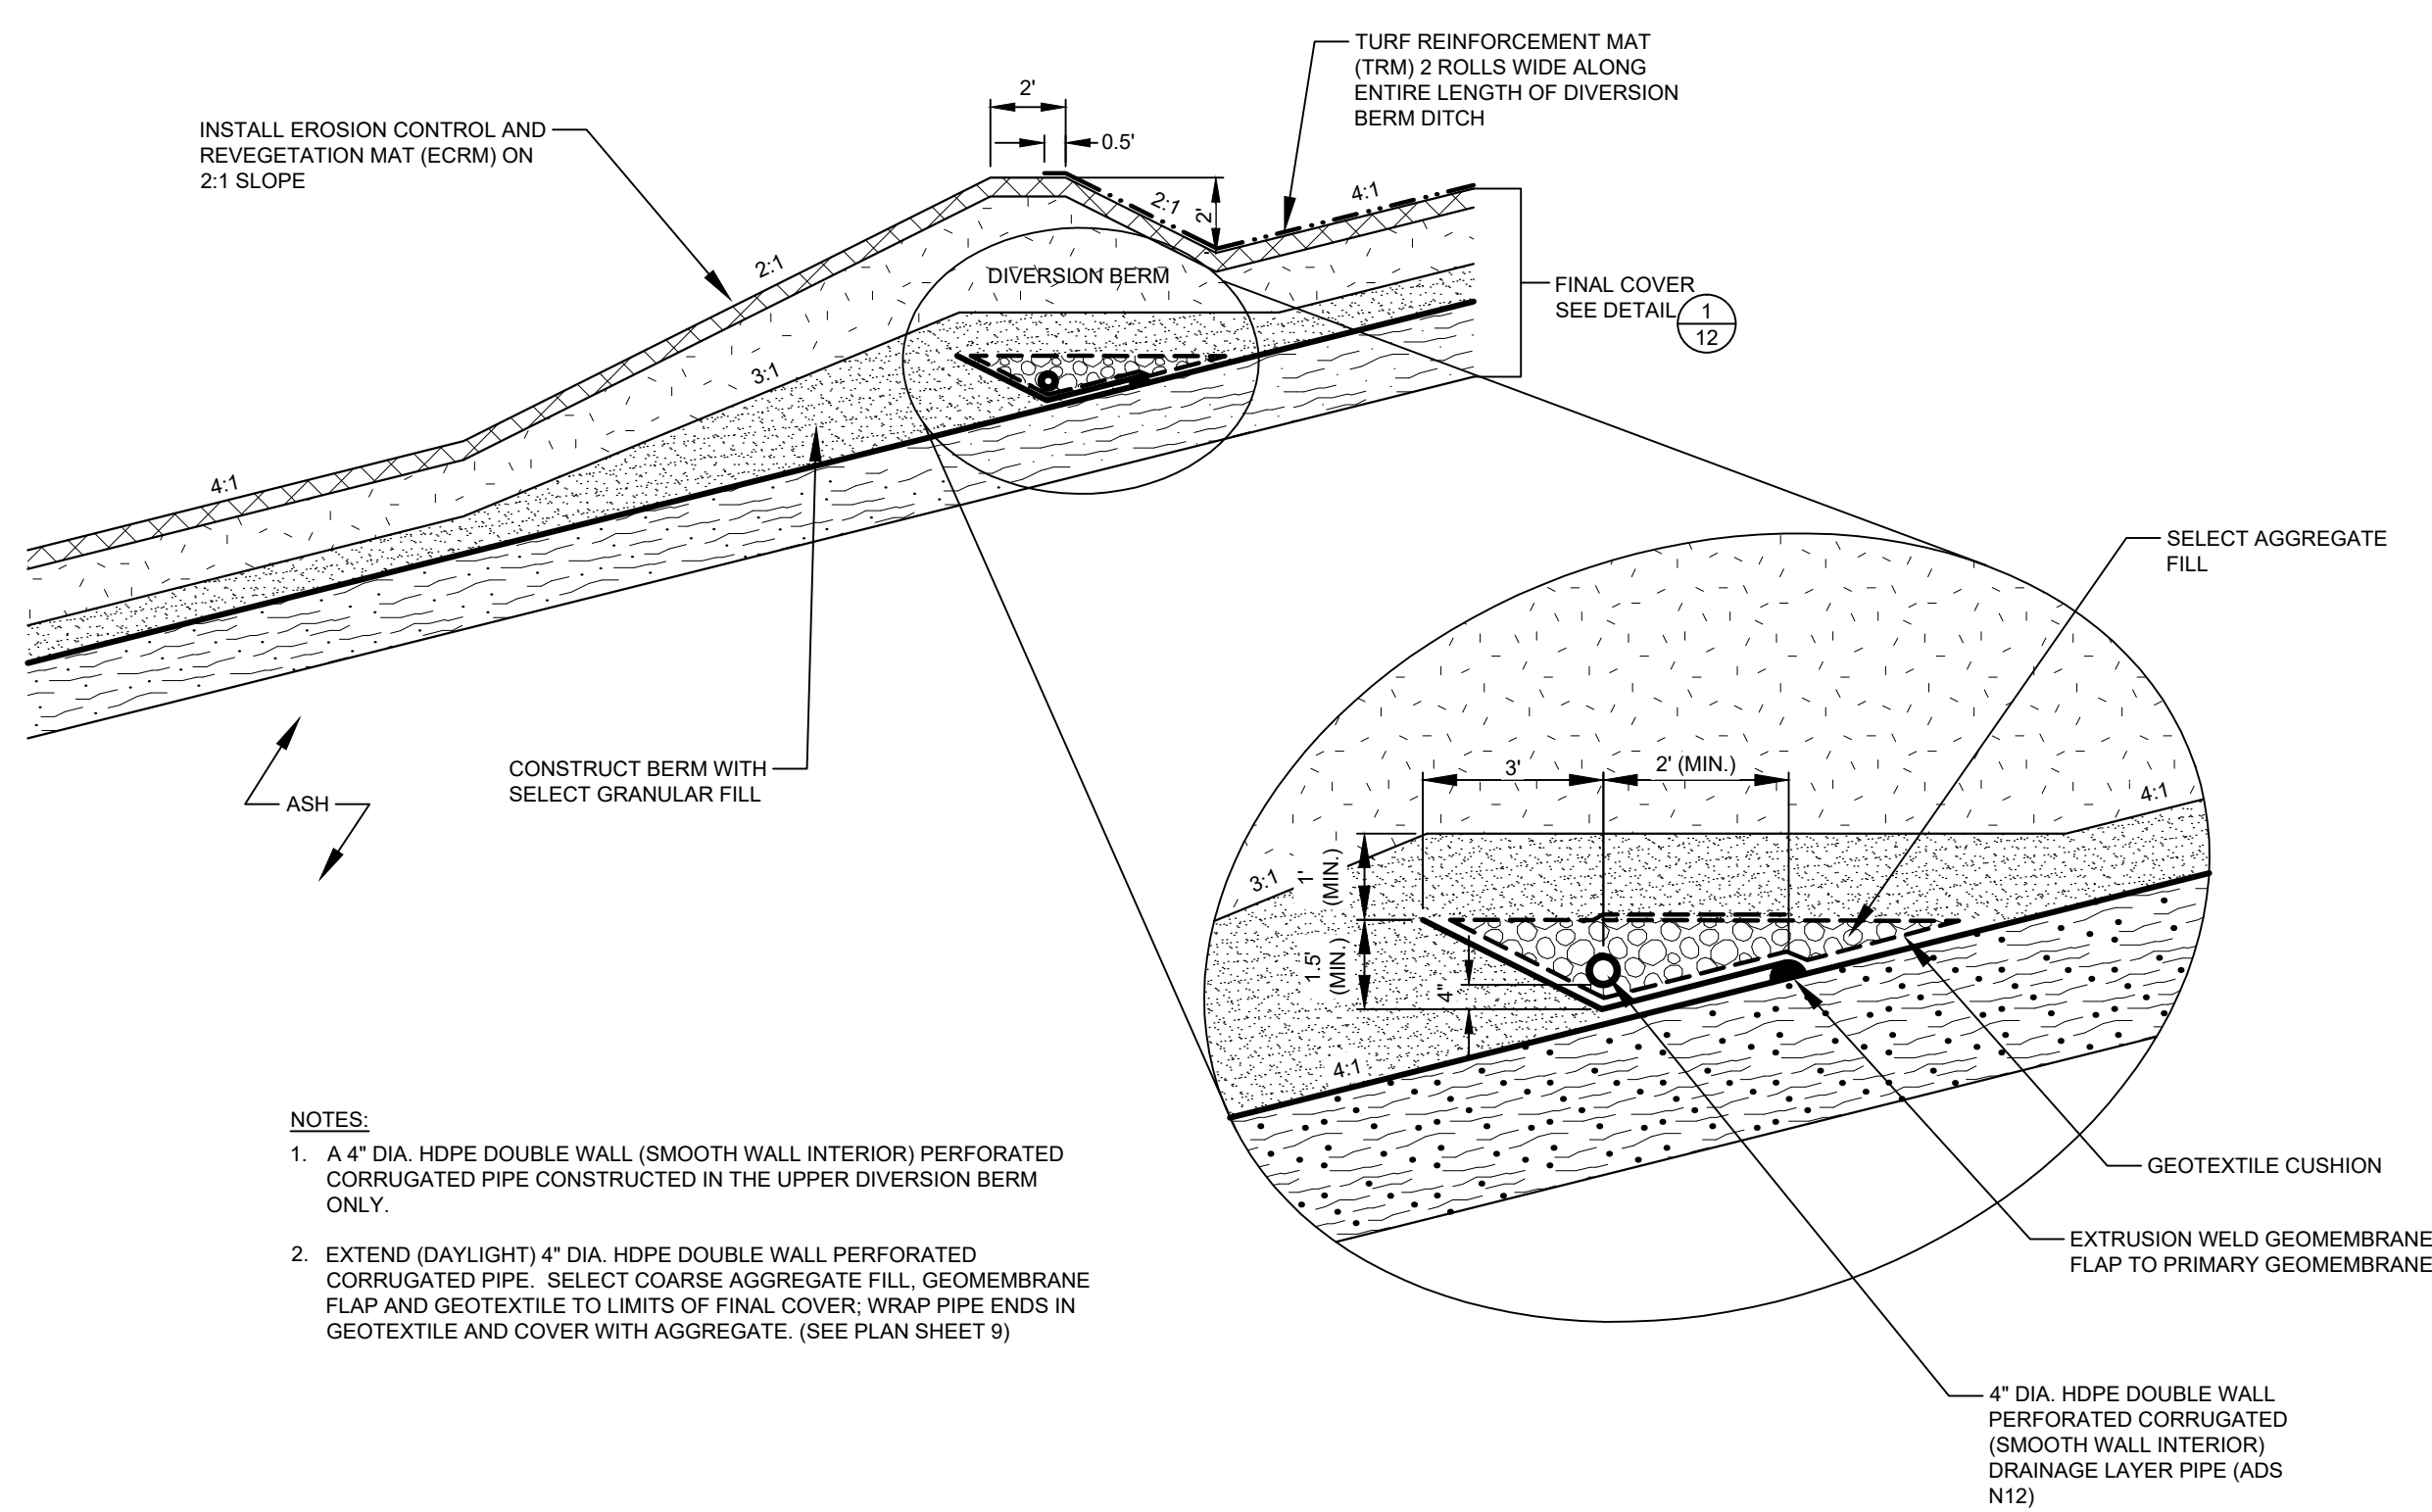 TURF REINFORCEMENT MAT
(TRM) 2 ROLLS WIDE ALONG
ENTIRE LENGTH OF DIVERSION
BERM DITCH
INSTALL EROSION CONTROL AND
REVEGETATION MAT (ECRM) ON
2:1 SLOPE
2'
0.5'
2:1
2'
4:1
2:1
DIVERSION BERM
FINAL COVER
SEE DETAIL
1
12
3:1
4:1
CONSTRUCT BERM WITH
SELECT GRANULAR FILL
ASH
SELECT AGGREGATE
FILL
3'
2' (MIN.)
4:1
3:1
1'
(MIN.)
1.5'
(MIN.)
4"
4:1
GEOTEXTILE CUSHION
EXTRUSION WELD GEOMEMBRANE
FLAP TO PRIMARY GEOMEMBRANE
4" DIA. HDPE DOUBLE WALL
PERFORATED CORRUGATED
(SMOOTH WALL INTERIOR)
DRAINAGE LAYER PIPE (ADS
N12)
NOTES:
1. A 4" DIA. HDPE DOUBLE WALL (SMOOTH WALL INTERIOR) PERFORATED
CORRUGATED PIPE CONSTRUCTED IN THE UPPER DIVERSION BERM
ONLY.
2. EXTEND (DAYLIGHT) 4" DIA. HDPE DOUBLE WALL PERFORATED
CORRUGATED PIPE. SELECT COARSE AGGREGATE FILL, GEOMEMBRANE
FLAP AND GEOTEXTILE TO LIMITS OF FINAL COVER; WRAP PIPE ENDS IN
GEOTEXTILE AND COVER WITH AGGREGATE. (SEE PLAN SHEET 9)